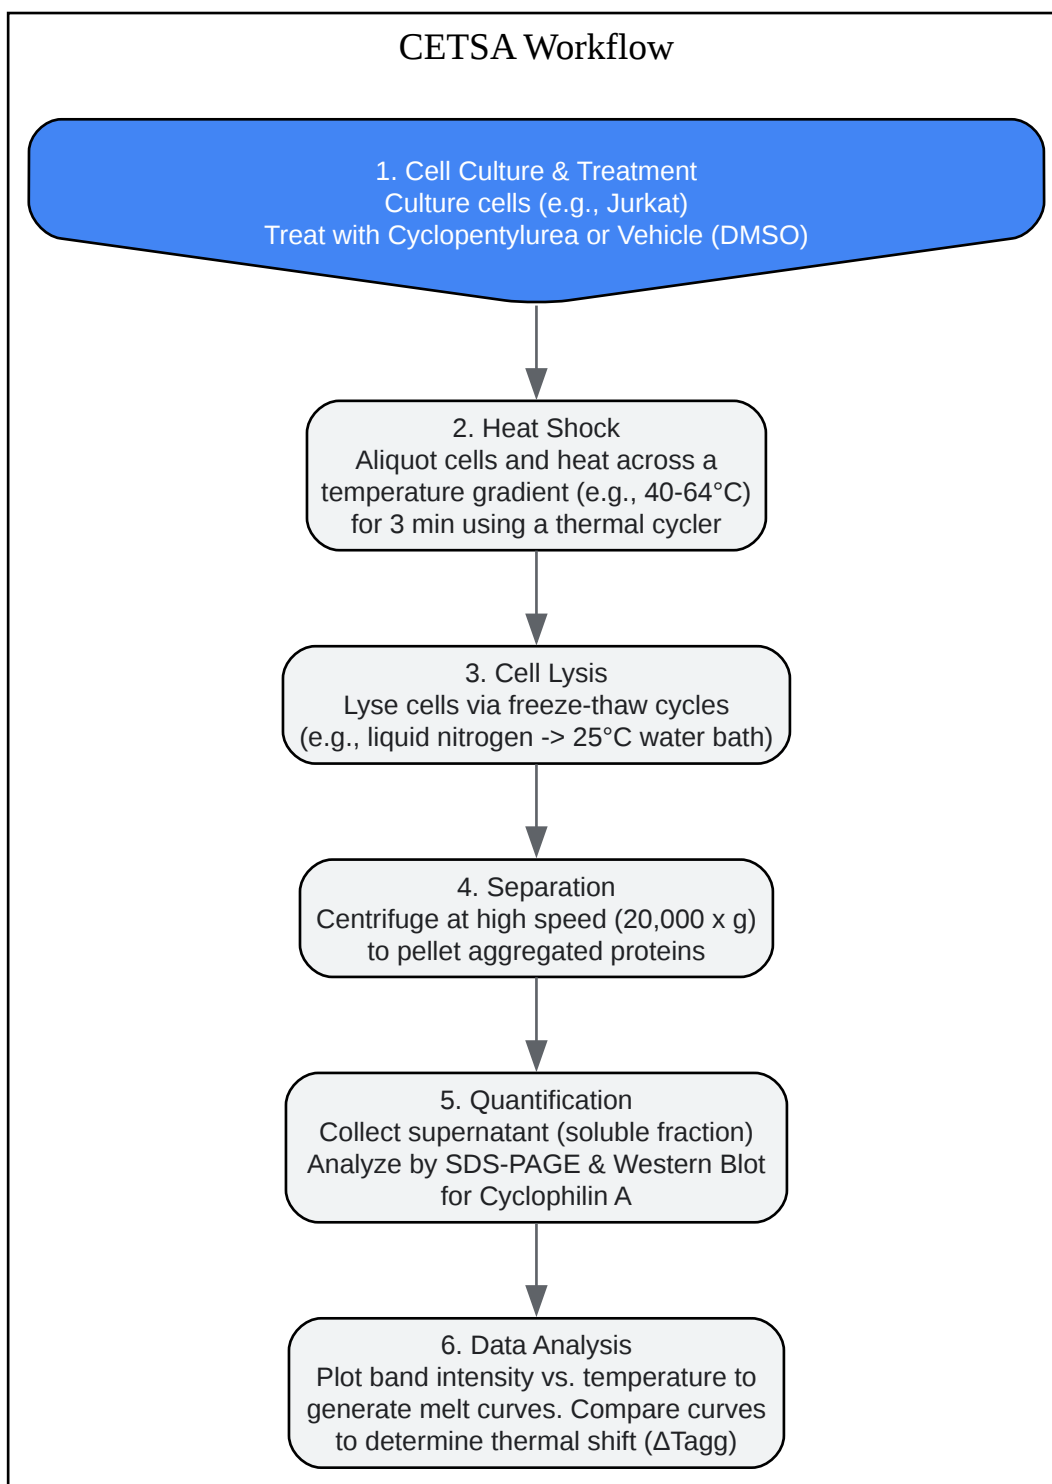 CETSA Workflow
1. Cell Culture & Treatment
Culture cells (e.g., Jurkat)
Treat with Cyclopentylurea or Vehicle (DMSO)
2. Heat Shock
Aliquot cells and heat across a
temperature gradient (e.g., 40-64°C)
for 3 min using a thermal cycler
3. Cell Lysis
Lyse cells via freeze-thaw cycles
(e.g., liquid nitrogen -> 25°C water bath)
4. Separation
Centrifuge at high speed (20,000 x g)
to pellet aggregated proteins
5. Quantification
Collect supernatant (soluble fraction)
Analyze by SDS-PAGE & Western Blot
for Cyclophilin A
6. Data Analysis
Plot band intensity vs. temperature to
generate melt curves. Compare curves
to determine thermal shift (ΔTagg)